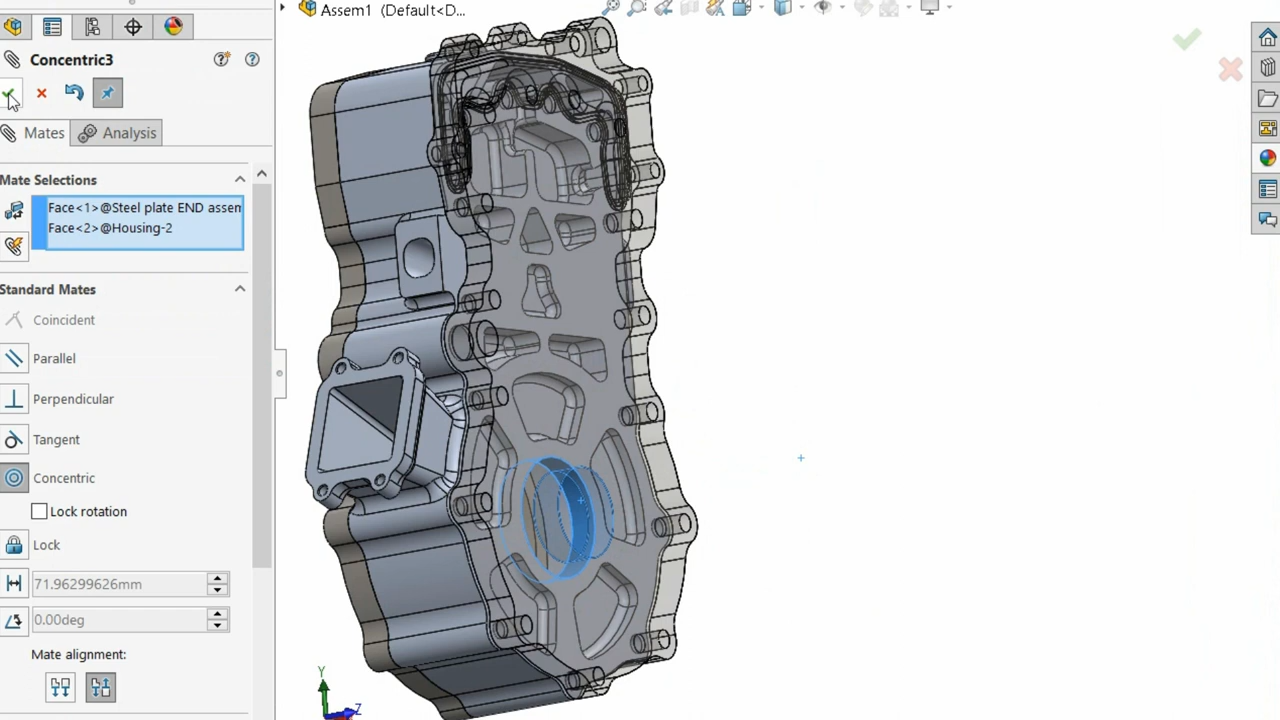 Assem1 (Default<D...
Concentric3
Mates
Analysis
Mate Selections
Face<1>@Steel plate END assem
Face<2>@Housing-2
Standard Mates
Coincident
Parallel
Perpendicular
Tangent
Concentric
Lock rotation
Lock
71.96299626mm
0.00deg
Mate alignment:
Y
Z